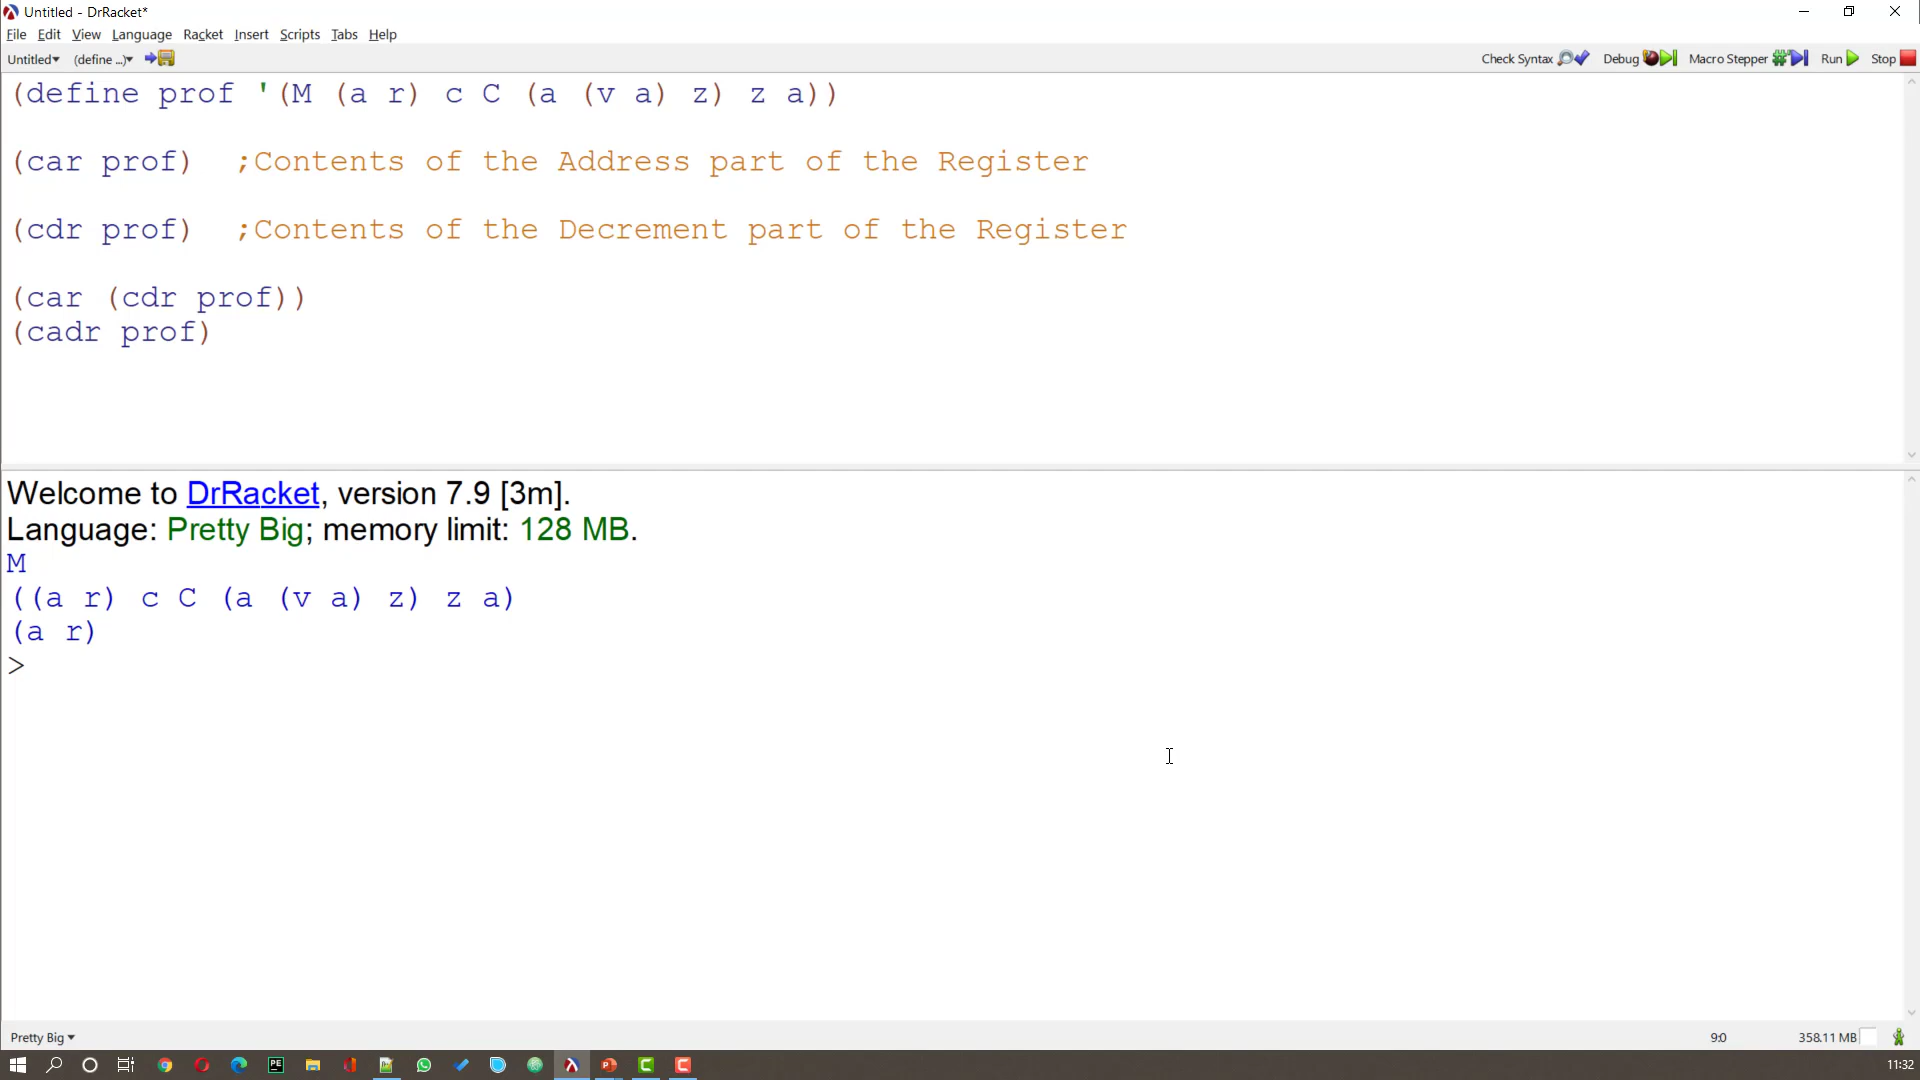 Untitled - DrRacket*
File Edit View Language Racket Insert Scripts Tabs Help
Untitled▾ (define ...)▾ Check Syntax Debug Macro Stepper Run Stop
(define prof '(M (a r) c C (a (v a) z) z a))
(car prof)  ;Contents of the Address part of the Register
(cdr prof)  ;Contents of the Decrement part of the Register
(car (cdr prof))
(cadr prof)
Welcome to DrRacket, version 7.9 [3m].
Language: Pretty Big; memory limit: 128 MB.
M
((a r) c C (a (v a) z) z a)
(a r)
>
Pretty Big▾ 9:0 358.11 MB
PE
11:32